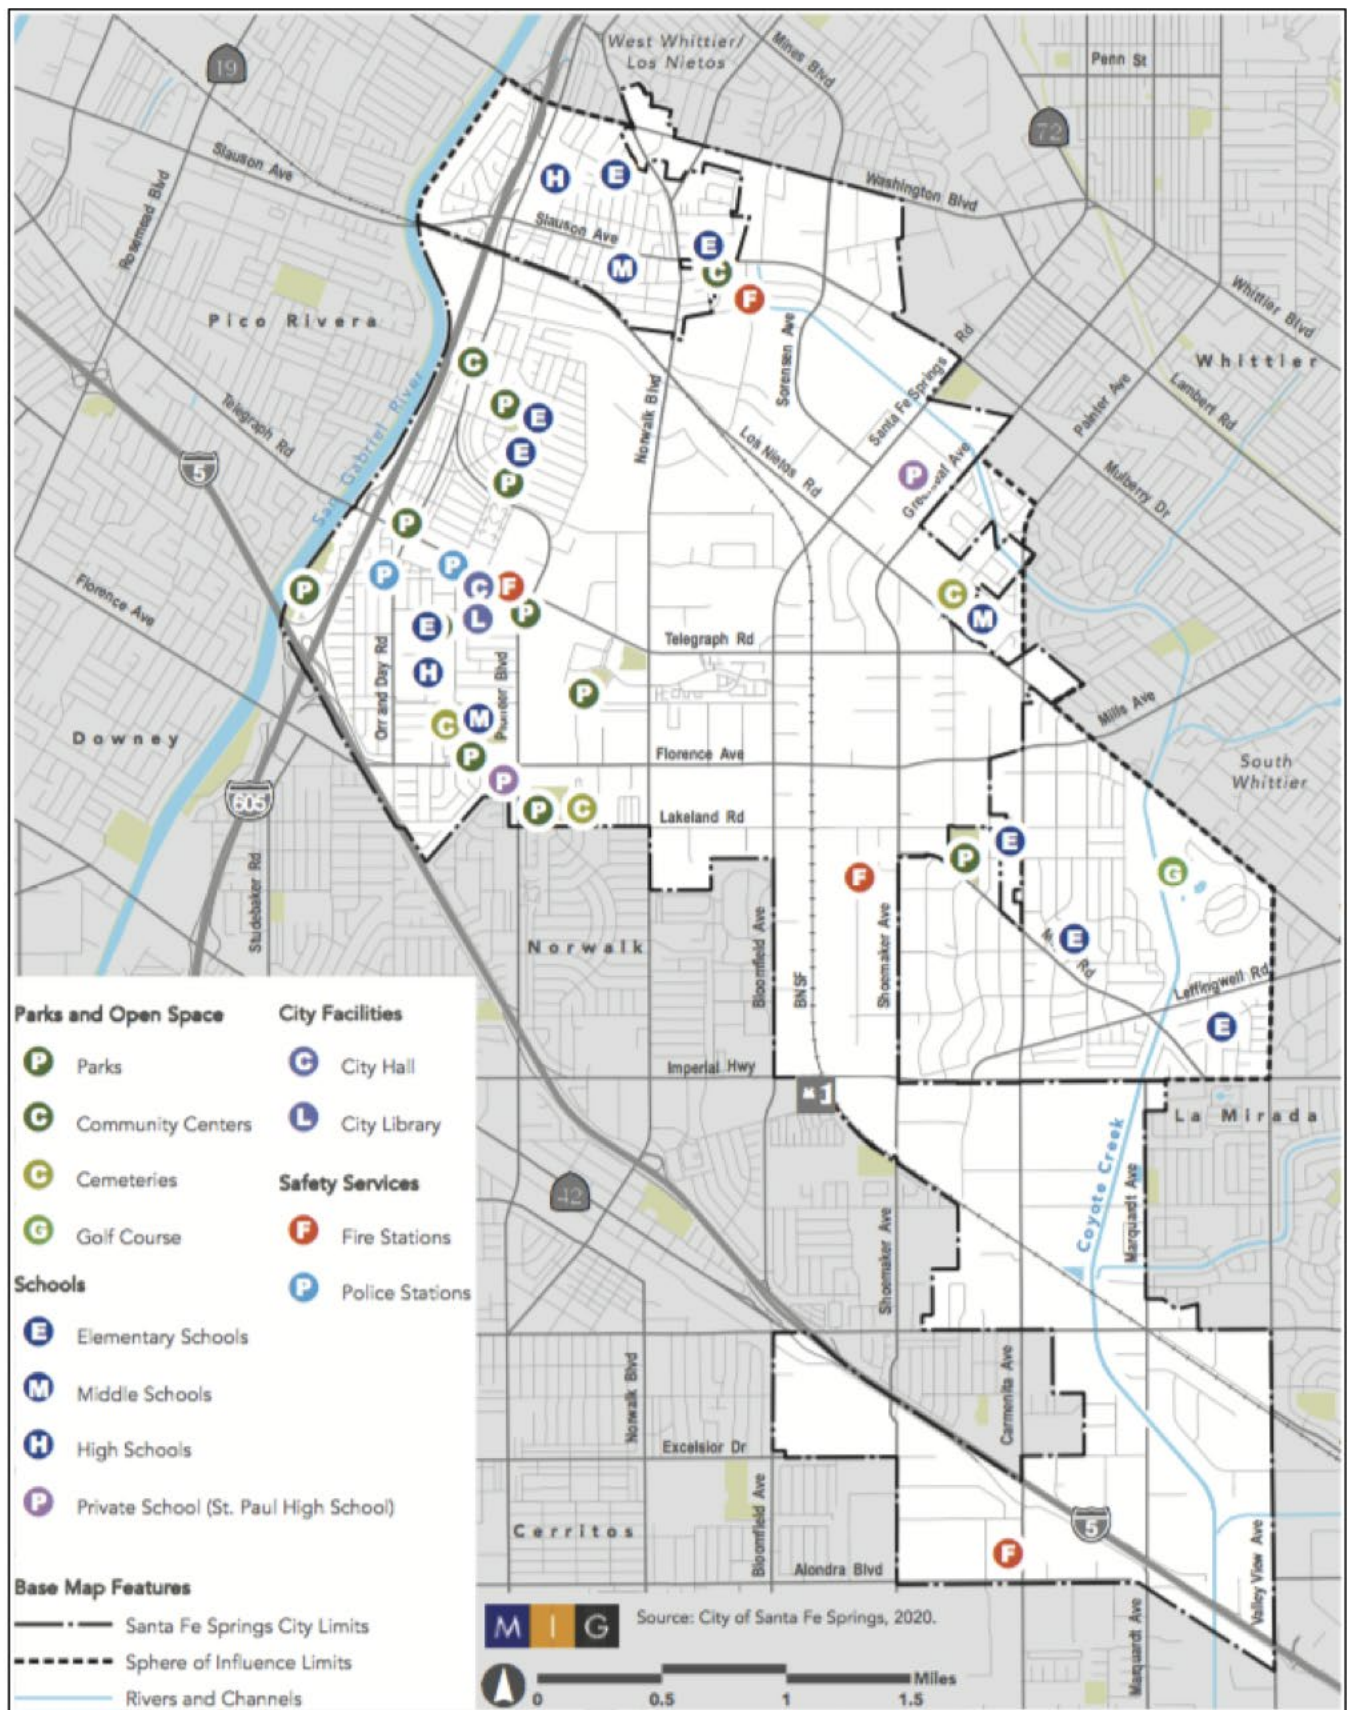 West Whittier/
Los Nietos
Mines Blvd
Penn St
19
72
Slauson Ave
Rosemead Blvd
Washington Blvd
H
E
Slauson Ave
E
M
C
F
Whittier Blvd
Pico Rivera
Whittier
Sorensen Ave
Santa Fe Springs Rd
Painter Ave
Lambert Rd
C
P
E
E
P
Norwalk Blvd
Telegraph Rd
San Gabriel River
5
Los Nietos Rd
P
Mulberry Dr
P
Florence Ave
P
P
P
C
F
P
E
L
C
M
Telegraph Rd
Orr and Day Rd
H
Pioneer Blvd
P
Mills Ave
C
M
Downey
Florence Ave
P
P
South
Whittier
605
P
C
Lakeland Rd
E
P
F
G
Studebaker Rd
Norwalk
Bloomfield Ave
BNSF
Shoemaker Ave
E
Rd
Leffingwell Rd
E
Imperial Hwy
La Mirada
42
Coyote Creek
Marquardt Ave
Shoemaker Ave
Norwalk Blvd
Carmenita Ave
Excelsior Dr
Bloomfield Ave
Cerritos
5
F
Alondra Blvd
Valley View Ave
Marquardt Ave
Parks and Open Space
P Parks
C Community Centers
C Cemeteries
G Golf Course
Schools
E Elementary Schools
M Middle Schools
H High Schools
P Private School (St. Paul High School)
City Facilities
C City Hall
L City Library
Safety Services
F Fire Stations
P Police Stations
Base Map Features
Santa Fe Springs City Limits
Sphere of Influence Limits
Rivers and Channels
M I G
Source: City of Santa Fe Springs, 2020.
Miles
0 0.5 1 1.5